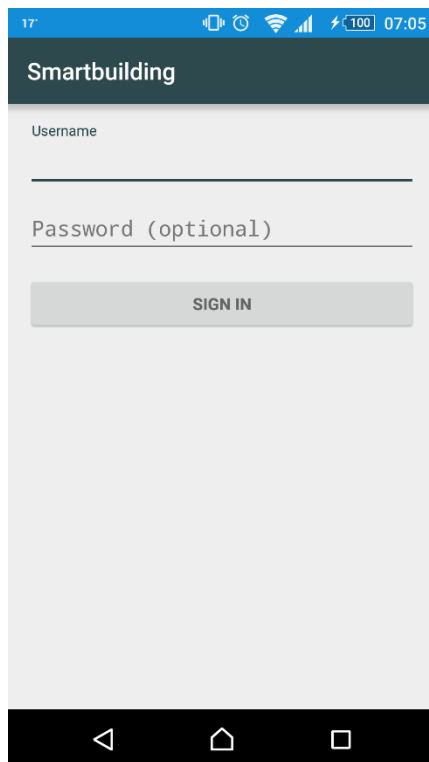 17°
100 07:05
Smartbuilding
Username
Password (optional)
SIGN IN